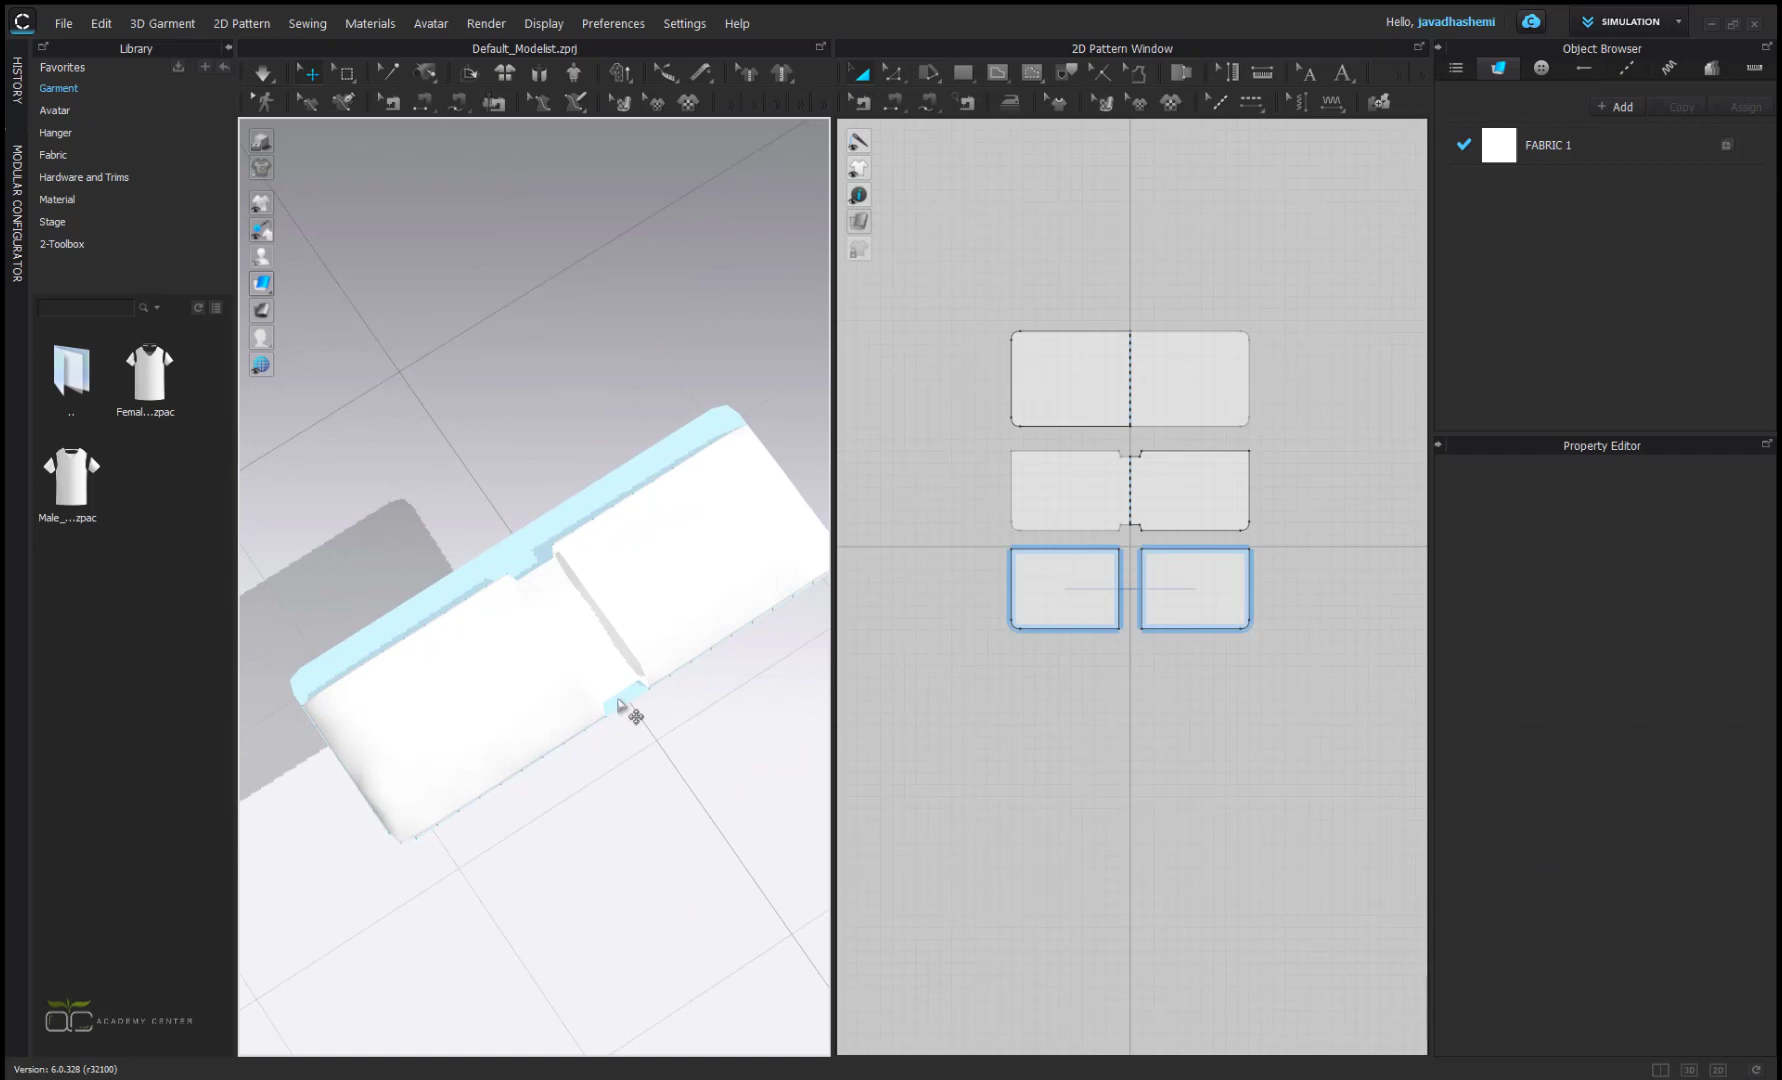 File Edit 3D Garment 2D Pattern Sewing Materials Avatar Render Display Preferences Settings Help
Hello, javadhashemi
SIMULATION
HISTORY
MODULAR CONFIGURATOR
Library
Default_Modelist.zprj
2D Pattern Window
Object Browser
Favorites
Garment
Avatar
Hanger
Fabric
Hardware and Trims
Material
Stage
2-Toolbox
..
Femal...zpac
Male_...zpac
+ Add Copy Assign
FABRIC 1
Property Editor
ACADEMY CENTER
Version: 6.0.328 (r32100)
3D 2D